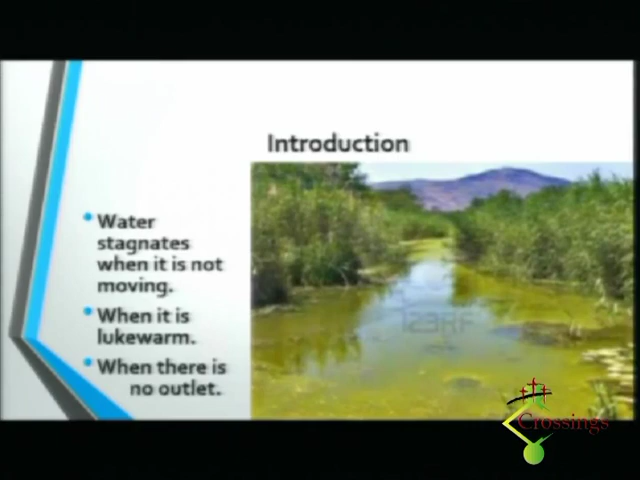 Introduction
Water
stagnates
when it is not
moving.
When it is
lukewarm.
When there is
no outlet.
123RF
Crossings